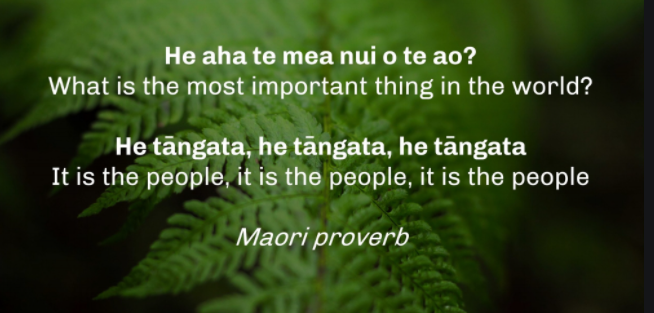 He aha te mea nui o te ao?
What is the most important thing in the world?
He tāngata, he tāngata, he tāngata
It is the people, it is the people, it is the people
Maori proverb